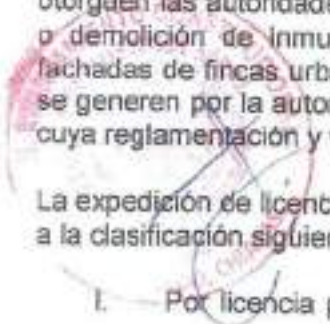 otorguen las autoridade
o demolición de inmu
fachadas de fincas urb
se generen por la auto
cuya reglamentación y
La expedición de licenc
a la clasificación siguien
I. Por licencia p